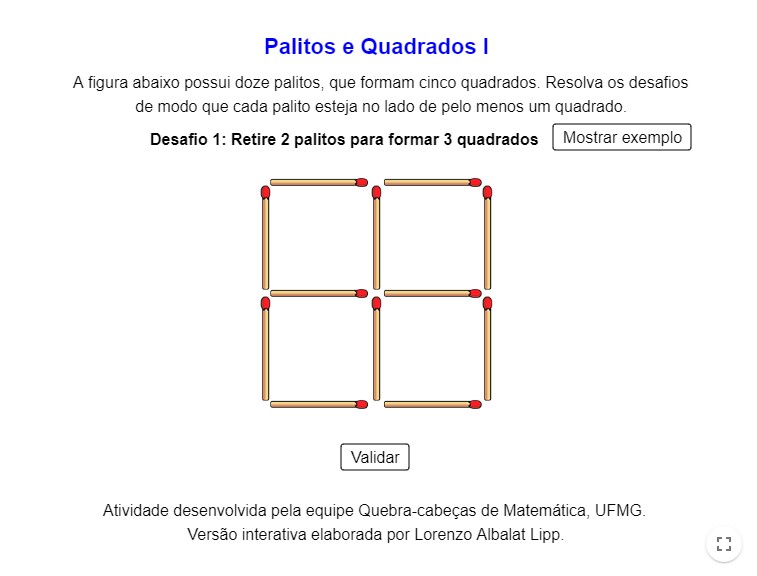 Palitos e Quadrados I
A figura abaixo possui doze palitos, que formam cinco quadrados. Resolva os desafios
de modo que cada palito esteja no lado de pelo menos um quadrado.
Desafio 1: Retire 2 palitos para formar 3 quadrados Mostrar exemplo
Validar
Atividade desenvolvida pela equipe Quebra-cabeças de Matemática, UFMG.
Versão interativa elaborada por Lorenzo Albalat Lipp.